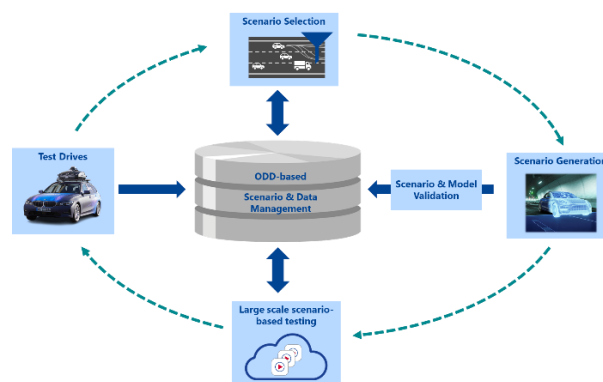 Scenario Selection
Test Drives
ODD-based
Scenario & Data
Management
Scenario & Model
Validation
Scenario Generation
Large scale scenario-
based testing